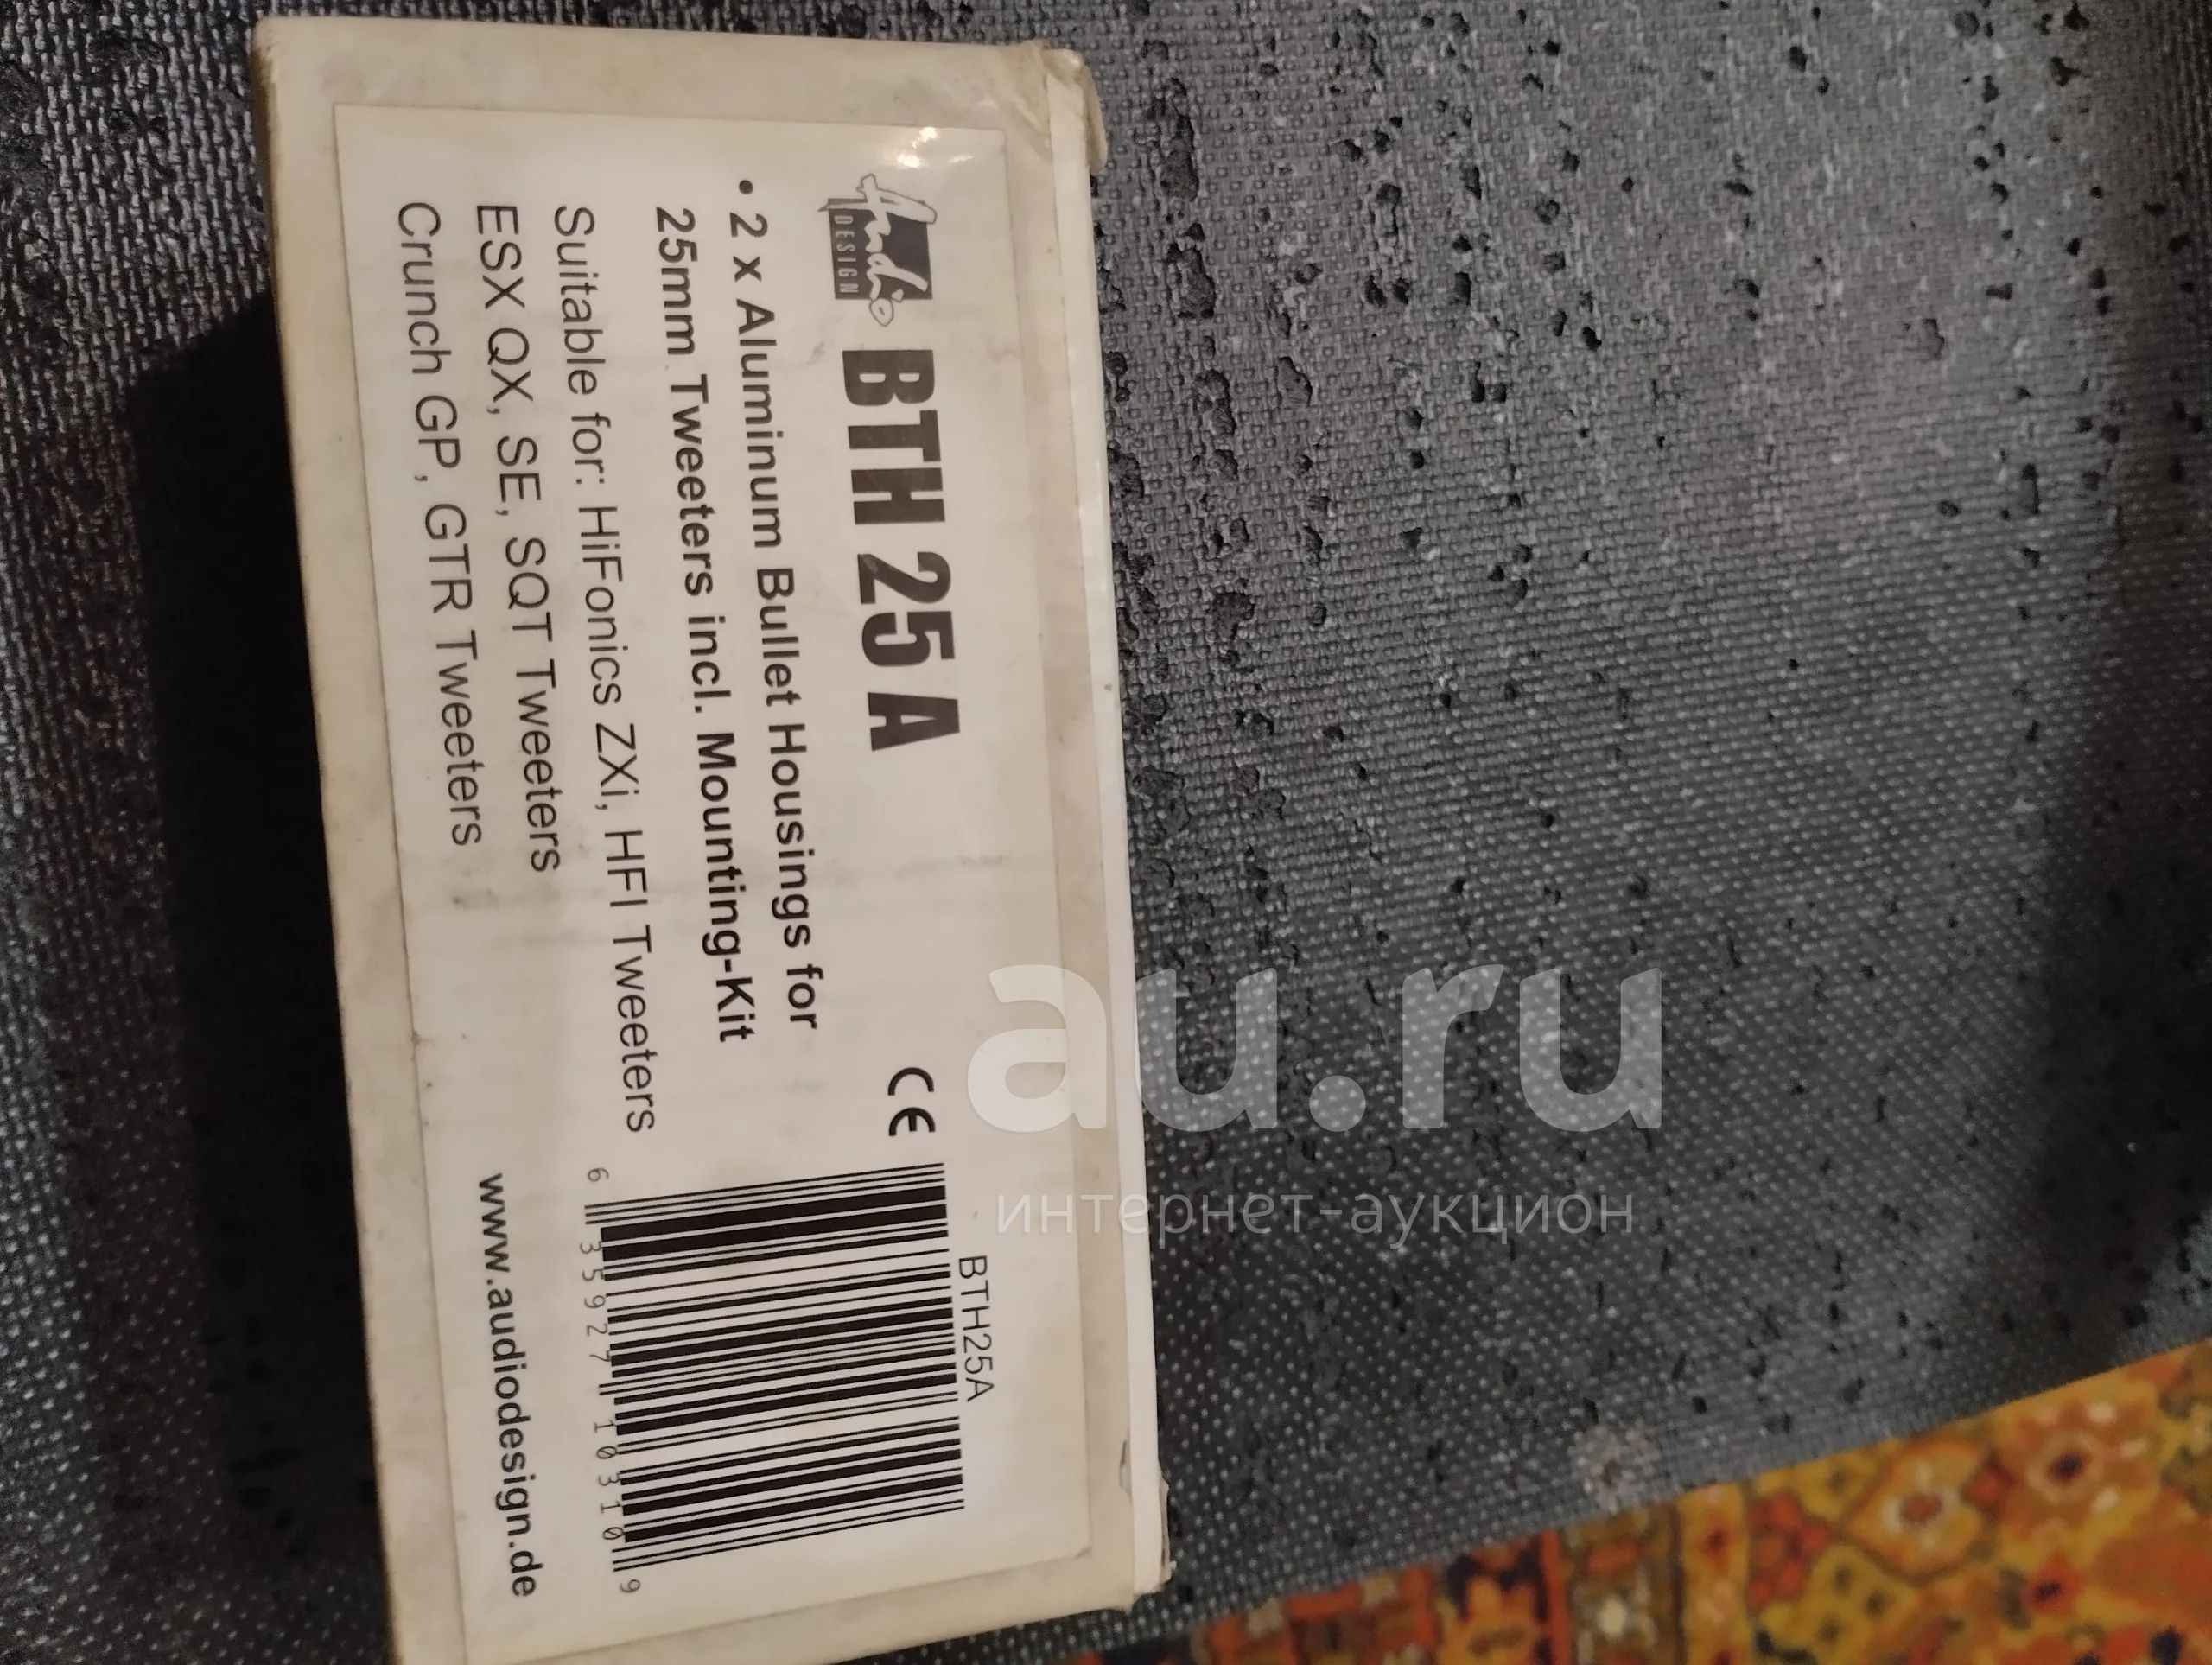 Audio
DESIGN
BTH 25 A
• 2 x Aluminum Bullet Housings for
25mm Tweeters incl. Mounting-Kit
Suitable for: HiFonics ZXi, HFI Tweeters
ESX QX, SE, SQT Tweeters
Crunch GP, GTR Tweeters
CE
BTH25A
6 35927 10310 9
www.audiodesign.de
au.ru
интернет-аукцион